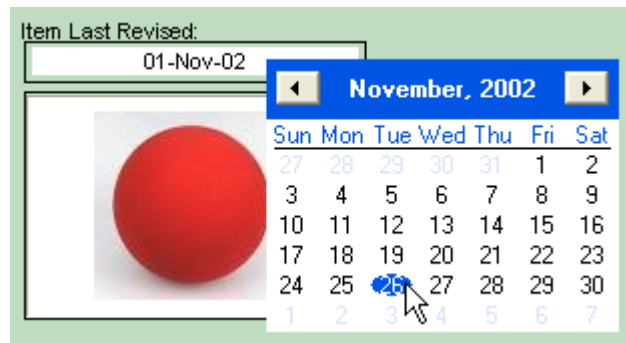 Item Last Revised:
01-Nov-02
November, 2002
Sun Mon Tue Wed Thu Fri Sat
27 28 29 30 31 1 2
3 4 5 6 7 8 9
10 11 12 13 14 15 16
17 18 19 20 21 22 23
24 25 26 27 28 29 30
1 2 3 4 5 6 7